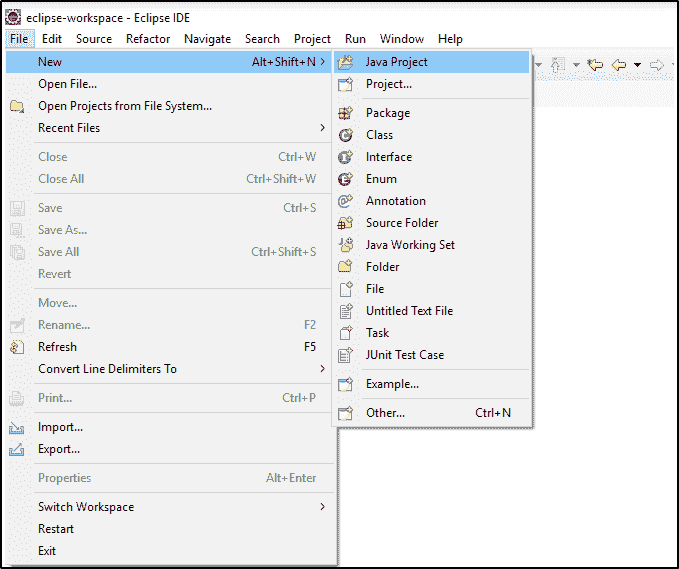 eclipse-workspace - Eclipse IDE
File Edit Source Refactor Navigate Search Project Run Window Help
New Alt+Shift+N >
Open File...
Open Projects from File System...
Recent Files >
Close Ctrl+W
Close All Ctrl+Shift+W
Save Ctrl+S
Save As...
Save All Ctrl+Shift+S
Revert
Move...
Rename... F2
Refresh F5
Convert Line Delimiters To >
Print... Ctrl+P
Import...
Export...
Properties Alt+Enter
Switch Workspace >
Restart
Exit
Java Project
Project...
Package
Class
Interface
Enum
Annotation
Source Folder
Java Working Set
Folder
File
Untitled Text File
Task
JUnit Test Case
Example...
Other... Ctrl+N